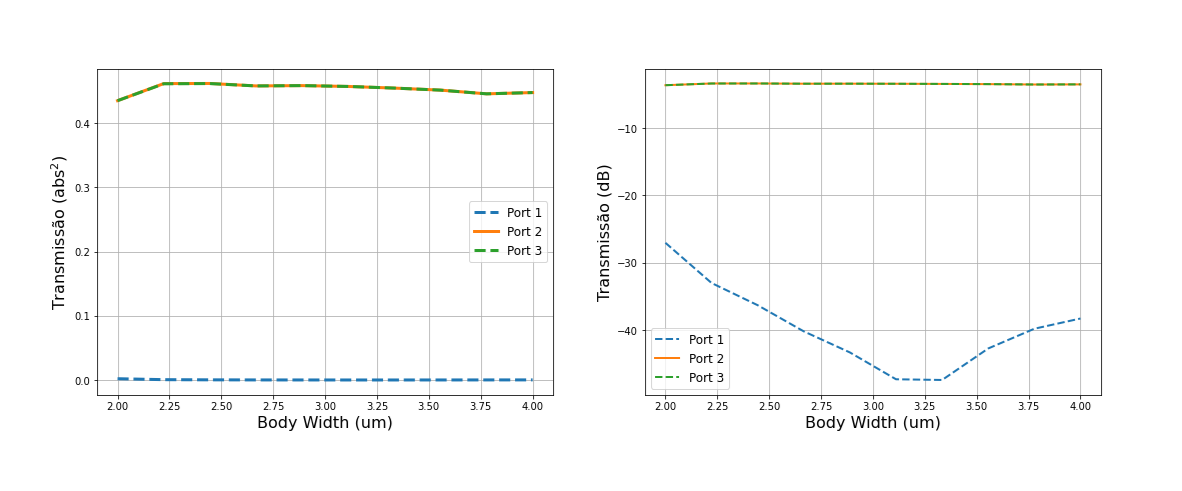 Transmissão (abs²)
0.4
0.3
0.2
0.1
0.0
2.00 2.25 2.50 2.75 3.00 3.25 3.50 3.75 4.00
Body Width (um)
Port 1
Port 2
Port 3
Transmissão (dB)
−10
−20
−30
−40
2.00 2.25 2.50 2.75 3.00 3.25 3.50 3.75 4.00
Body Width (um)
Port 1
Port 2
Port 3